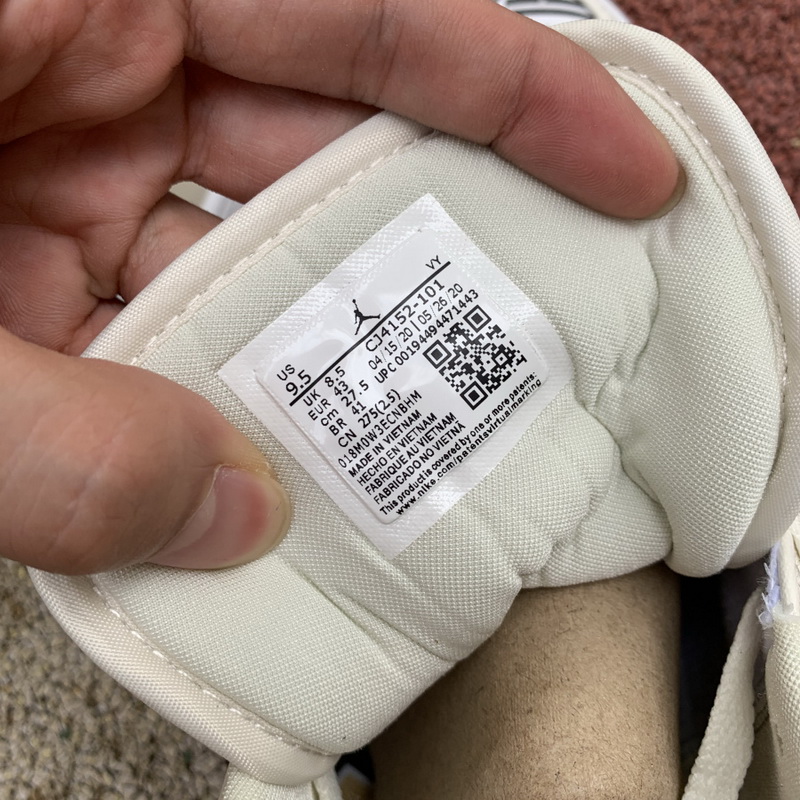 VY
US
9.5 CJ4152-101
UK 8.5 04/15/20 | 05/26/20
EUR 43 UPC 00194494471443
cm 27.5
BR 41
CN 275(2.5)
018M0W3ECNBHM
MADE IN VIETNAM
HECHO EN VIETNAM
FABRIQUE AU VIETNAM
FABRICADO NO VIETNÃ
This product is covered by one or more patents:
www.nike.com/patentsvirtualmarking